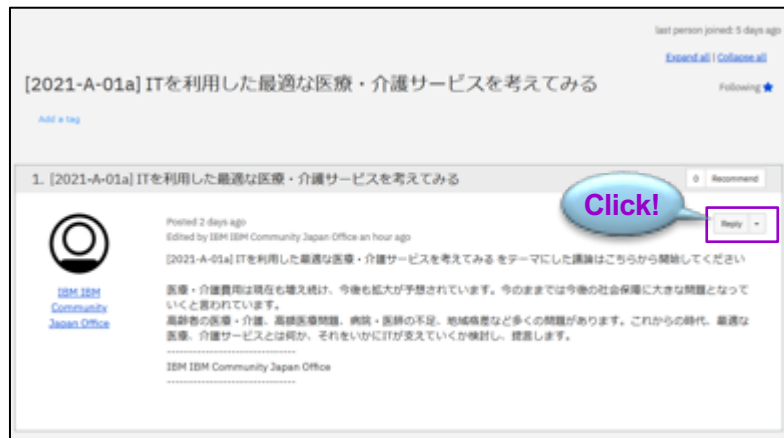 last person joined: 5 days ago
Expand all | Collapse all
[2021-A-01a] ITを利用した最適な医療・介護サービスを考えてみる
Following
Add a tag
1. [2021-A-01a] ITを利用した最適な医療・介護サービスを考えてみる
0 Recommend
Click!
Reply
Posted 2 days ago
Edited by IBM IBM Community Japan Office an hour ago
[2021-A-01a] ITを利用した最適な医療・介護サービスを考えてみる をテーマにした議論はこちらから開始してください
IBM IBM
Community
Japan Office
医療・介護費用は現在も増え続け、今後も拡大が予想されています。今のままでは今後の社会保障に大きな問題となって
いくと言われています。
高齢者の医療・介護、高額医療問題、病院・医師の不足、地域格差など多くの問題があります。これからの時代、最適な
医療、介護サービスとは何か、それをいかにITが支えていくか検討し、提言します。
--------------------------------
IBM IBM Community Japan Office
--------------------------------